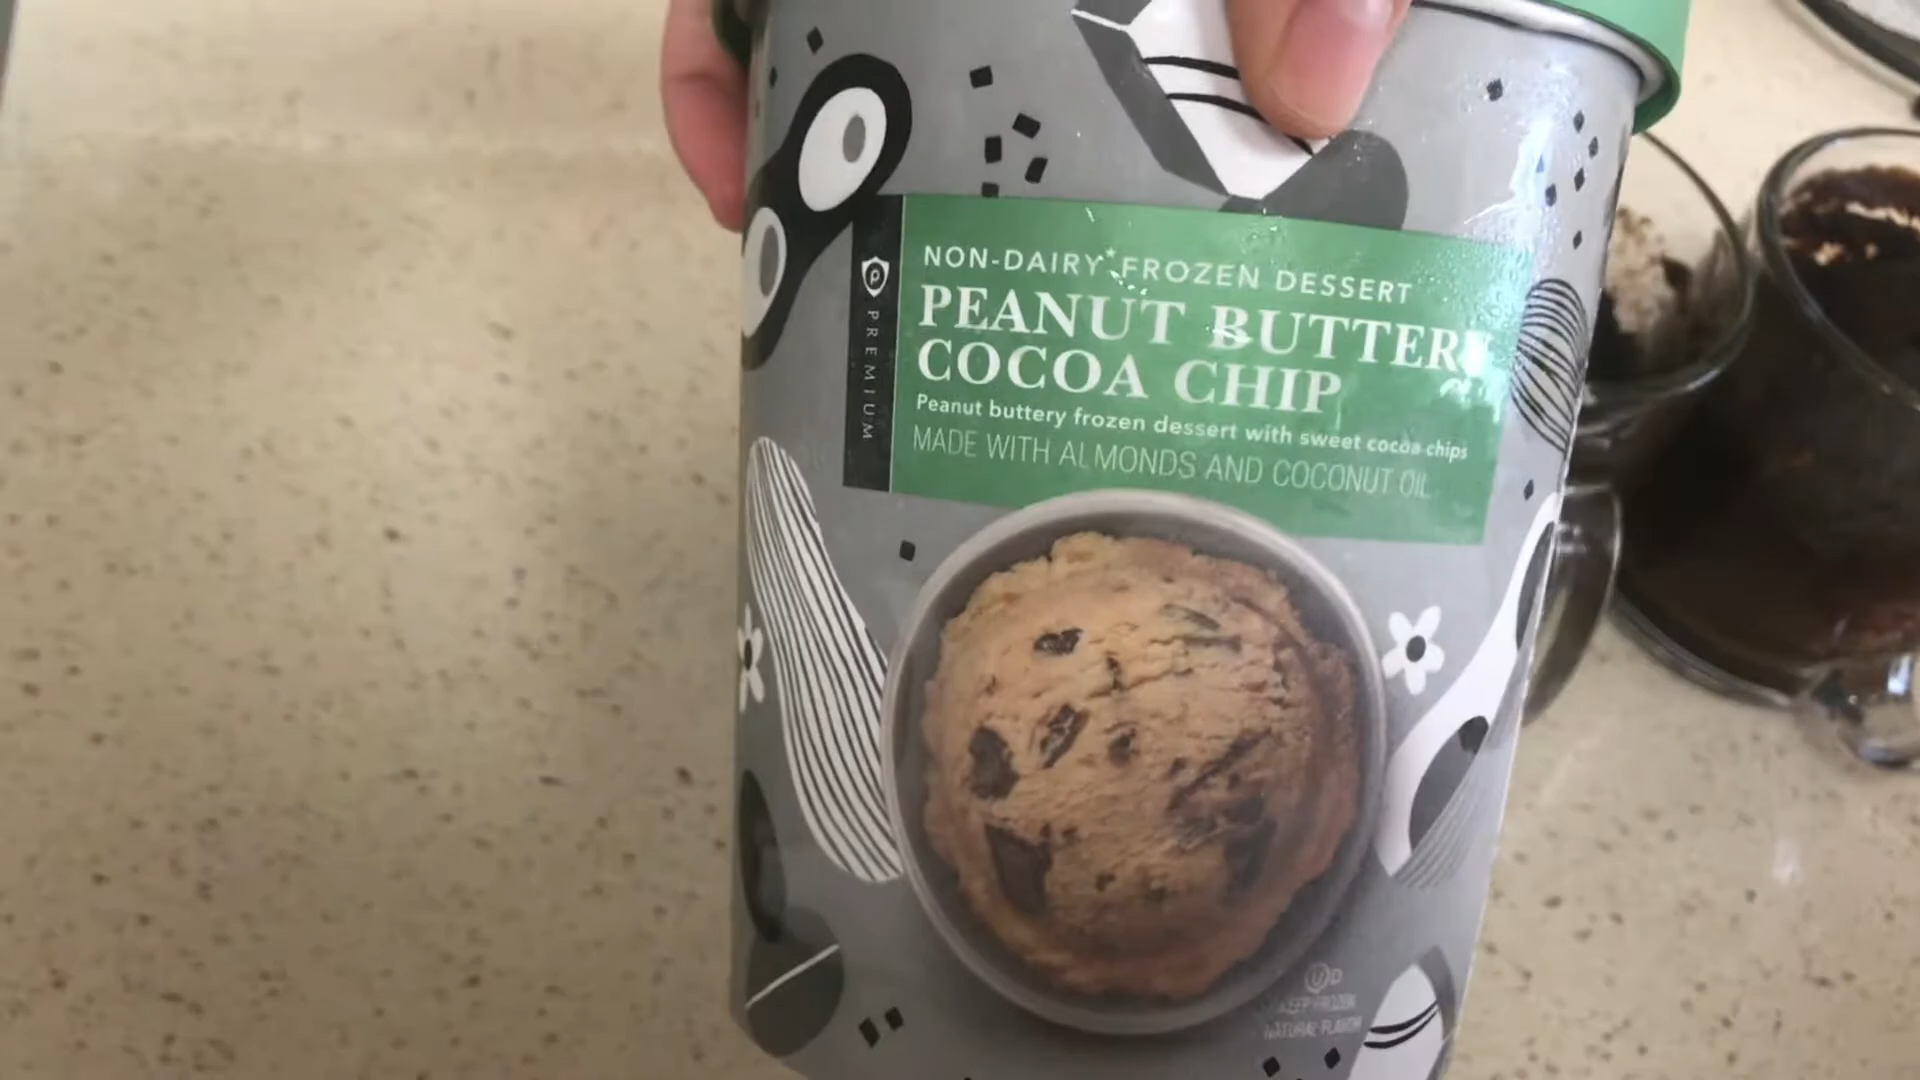 NON-DAIRY* FROZEN DESSERT
PEANUT BUTTERY
COCOA CHIP
Peanut buttery frozen dessert with sweet cocoa chips
MADE WITH ALMONDS AND COCONUT OIL
P PREMIUM
U D
KEEP FROZEN
NATURAL FLAVOR